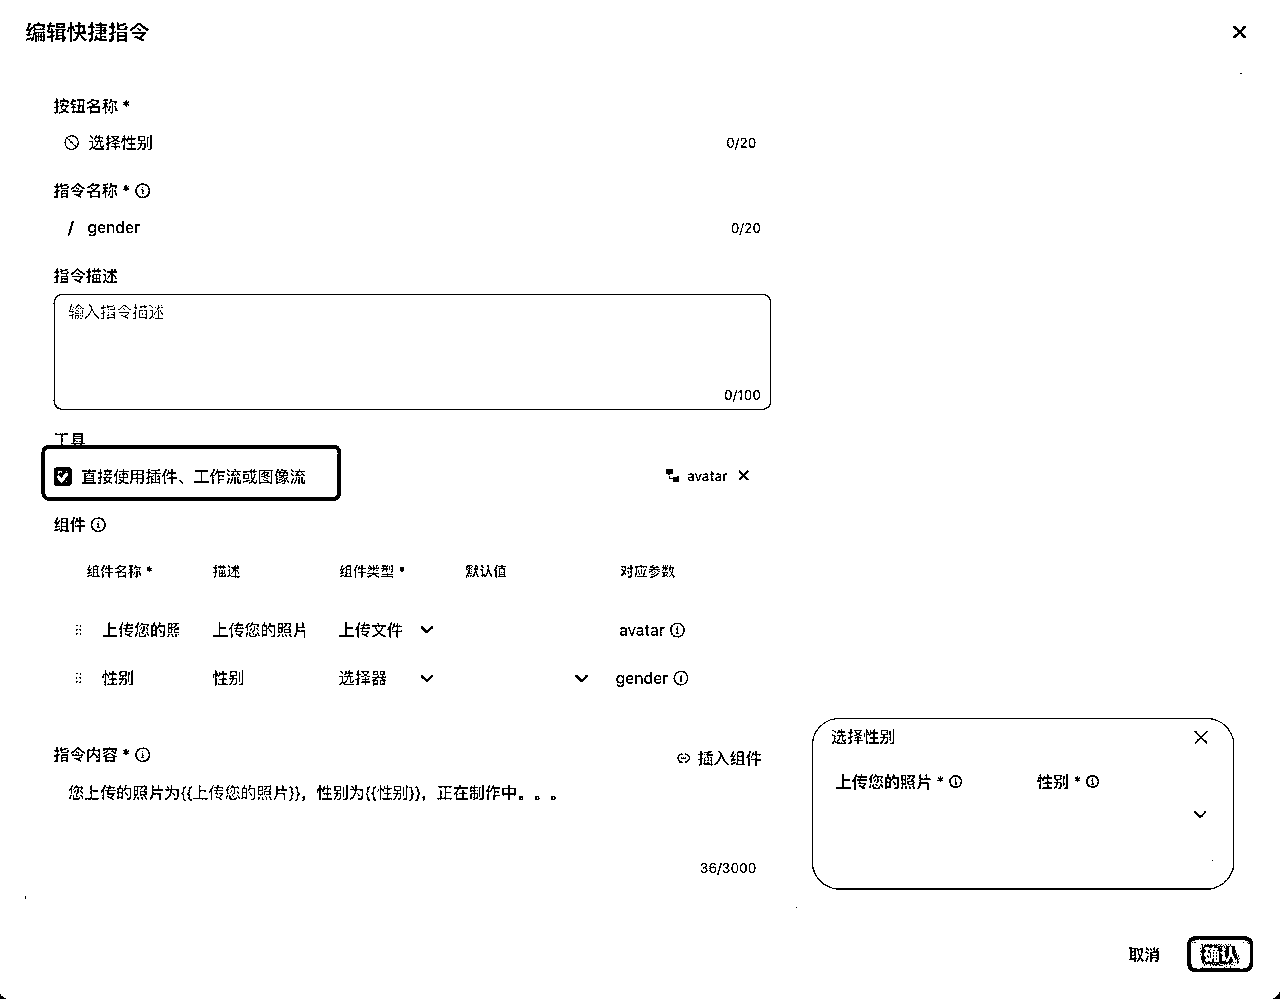 编辑快捷指令
按钮名称 *
选择性别 0/20
指令名称 *
/ gender 0/20
指令描述
输入指令描述
0/100
工具
直接使用插件、工作流或图像流 avatar
组件
组件名称 * 描述 组件类型 * 默认值 对应参数
上传您的照 上传您的照片 上传文件 avatar
性别 性别 选择器 gender
指令内容 * 插入组件
您上传的照片为{{上传您的照片}}，性别为{{性别}}，正在制作中。。。
36/3000
选择性别
上传您的照片 * 性别 *
取消 确认